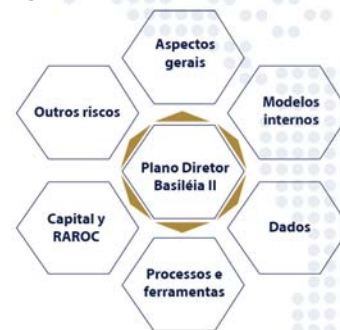 Aspectos
gerais
Outros riscos
Modelos
internos
Plano Diretor
Basiléia II
Capital y
RAROC
Dados
Processos e
ferramentas